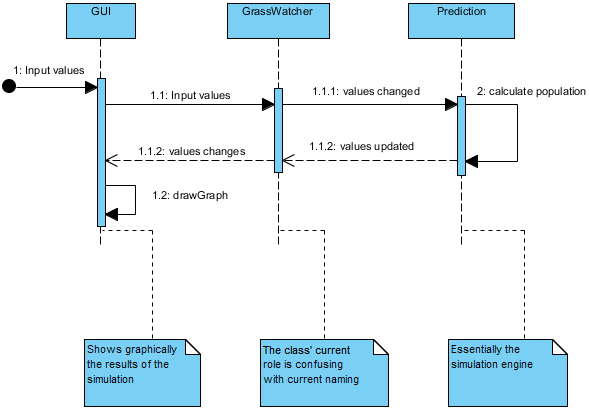 GUI
GrassWatcher
Prediction
1: Input values
1.1: Input values
1.1.1: values changed
2: calculate population
1.1.2: values changes
1.1.2: values updated
1.2: drawGraph
Shows graphically
the results of the
simulation
The class' current
role is confusing
with current naming
Essentially the
simulation engine